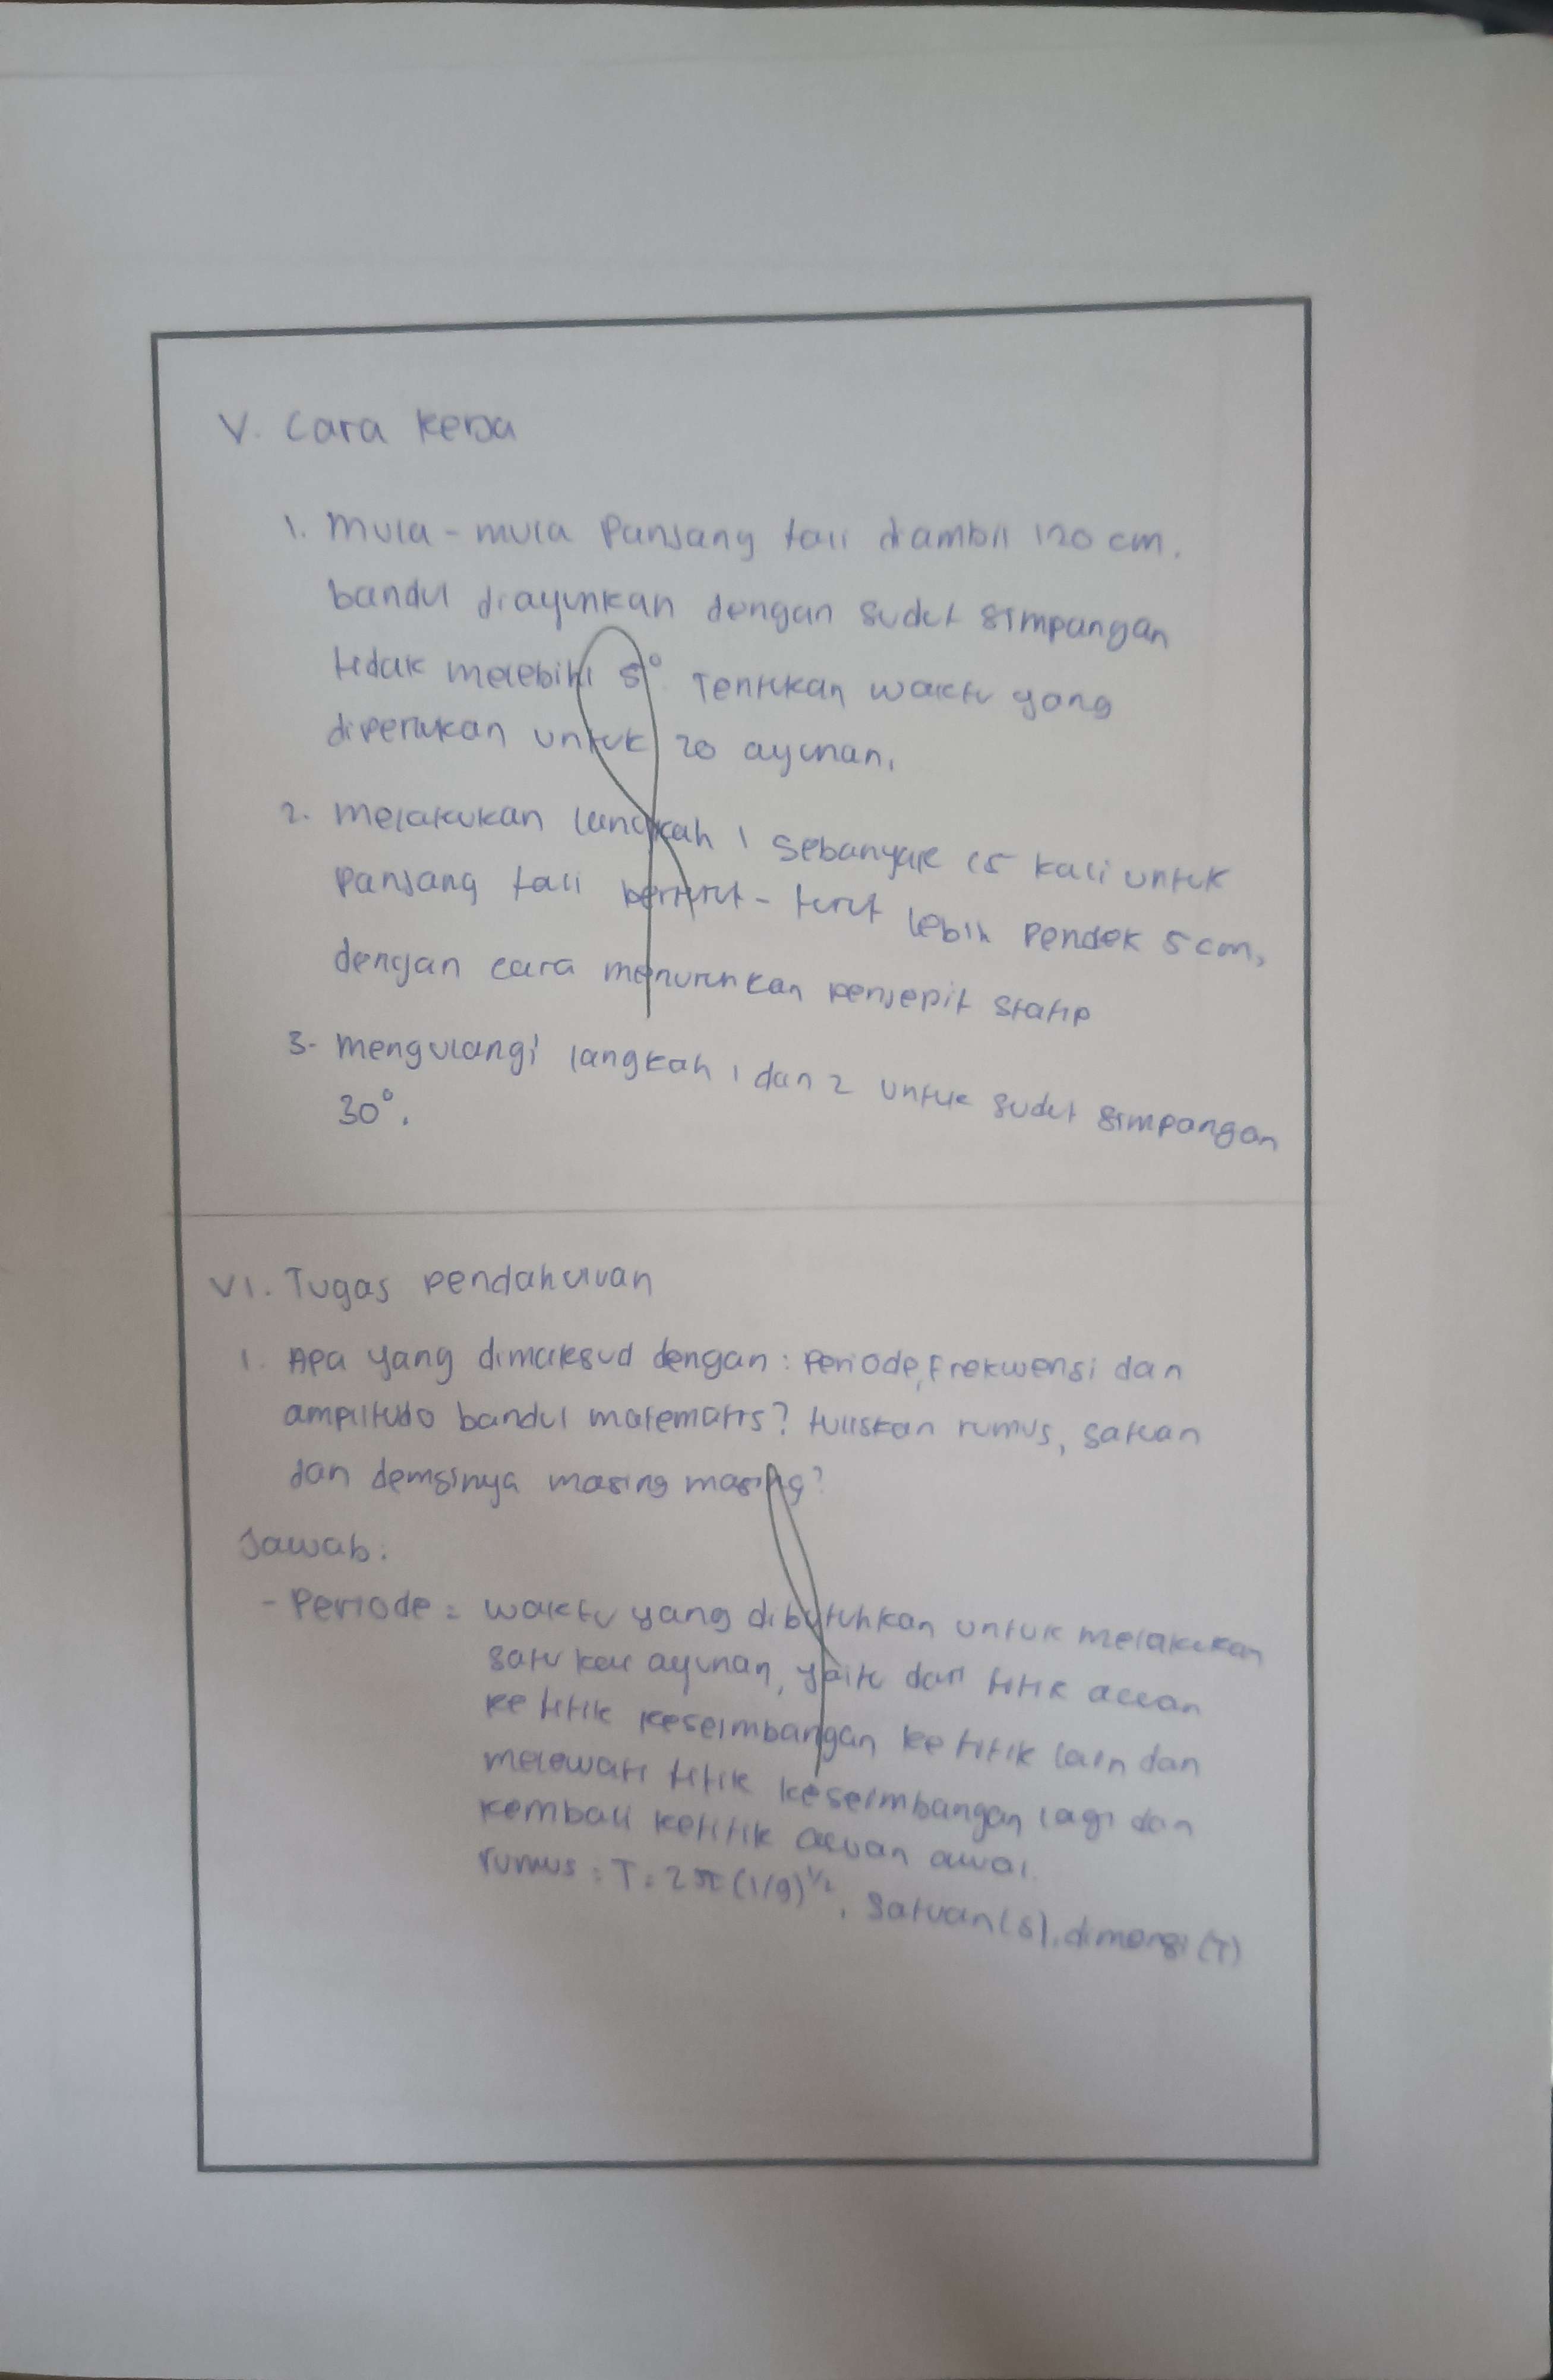 V. Cara Kerja
1. Mula-mula Panjang tali diambil 120 cm.
bandul diayunkan dengan sudut simpangan
tidak melebihi 5° Tentukan waktu yang
diperlukan untuk 20 ayunan,
2. melakukan langkah 1 sebanyak 15 kali untuk
panjang tali berturut-turut lebih pendek 5 cm,
dengan cara menurunkan penjepit statip
3. mengulangi langkah 1 dan 2 untuk sudut simpangan
30°.
VI. Tugas pendahuluan
1. Apa yang dimaksud dengan : Periode, Frekwensi dan
amplitudo bandul matematis? tuliskan rumus, satuan
dan demsinya masing masing?
Jawab:
- Periode = waktu yang dibutuhkan untuk melakukan
satu kali ayunan, yaitu dari titik acuan
ke titik keseimbangan ke titik lain dan
melewati titik keseimbangan lagi dan
kembali ketitik acuan awal.
rumus : T = 2π (l/g)^1/2, satuan (s), dimensi (T)